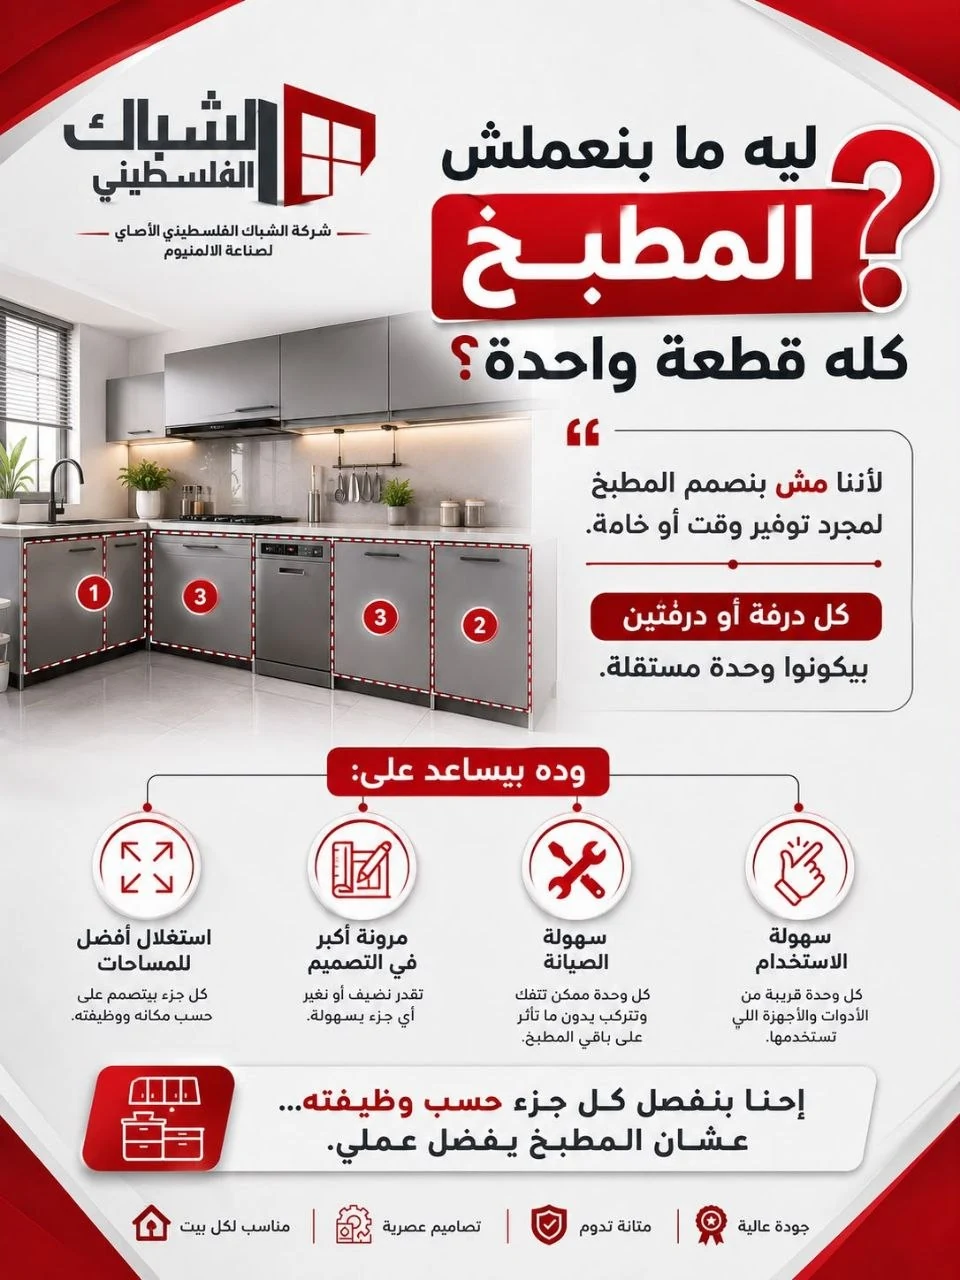 الشباك
الفلسطيني
شركة الشباك الفلسطيني الأصلي
لصناعة الالمنيوم
ليه ما بنعملش
المطبخ
؟
كله قطعة واحدة؟
لأننا مش بنصمم المطبخ
لمجرد توفير وقت أو خامة.
كل درفة أو درفتين
بيكونوا وحدة مستقلة.
1
3
3
2
وده بيساعد على:
سهولة
الاستخدام
كل وحدة قريبة من
الأدوات والأجهزة اللي
تستخدمها.
سهولة
الصيانة
كل وحدة ممكن تتفك
وتتركب بدون ما تأثر
على باقي المطبخ.
مرونة أكبر
في التصميم
تقدر نضيف أو نغير
أي جزء بسهولة.
استغلال أفضل
للمساحات
كل جزء بيتصمم على
حسب مكانه ووظيفته.
إحنا بنفصل كل جزء حسب وظيفته...
عشان المطبخ يفضل عملي.
جودة عالية
متانة تدوم
تصاميم عصرية
مناسب لكل بيت